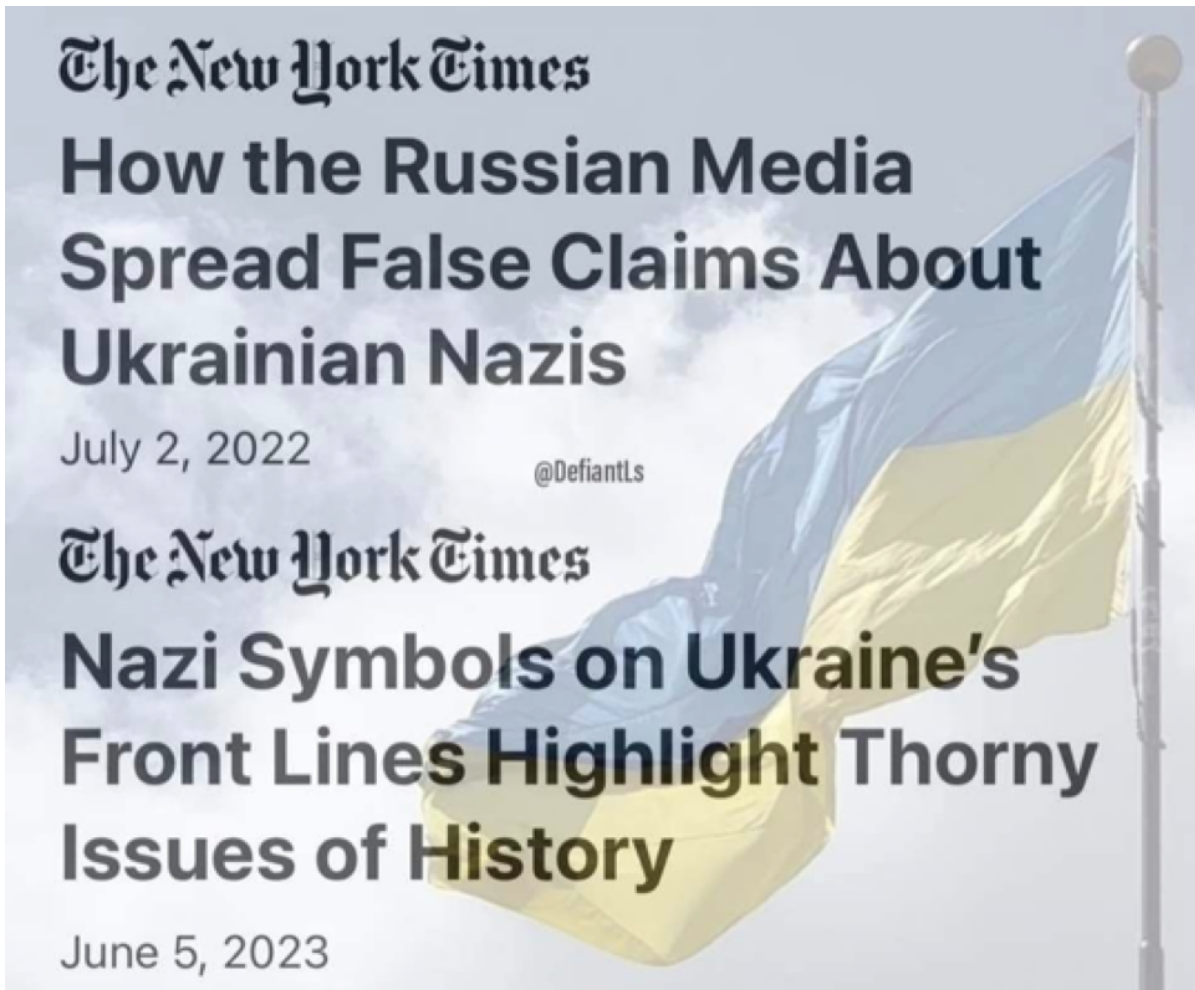 The New York Times
How the Russian Media
Spread False Claims About
Ukrainian Nazis
July 2, 2022
@DefiantLs
The New York Times
Nazi Symbols on Ukraine's
Front Lines Highlight Thorny
Issues of History
June 5, 2023